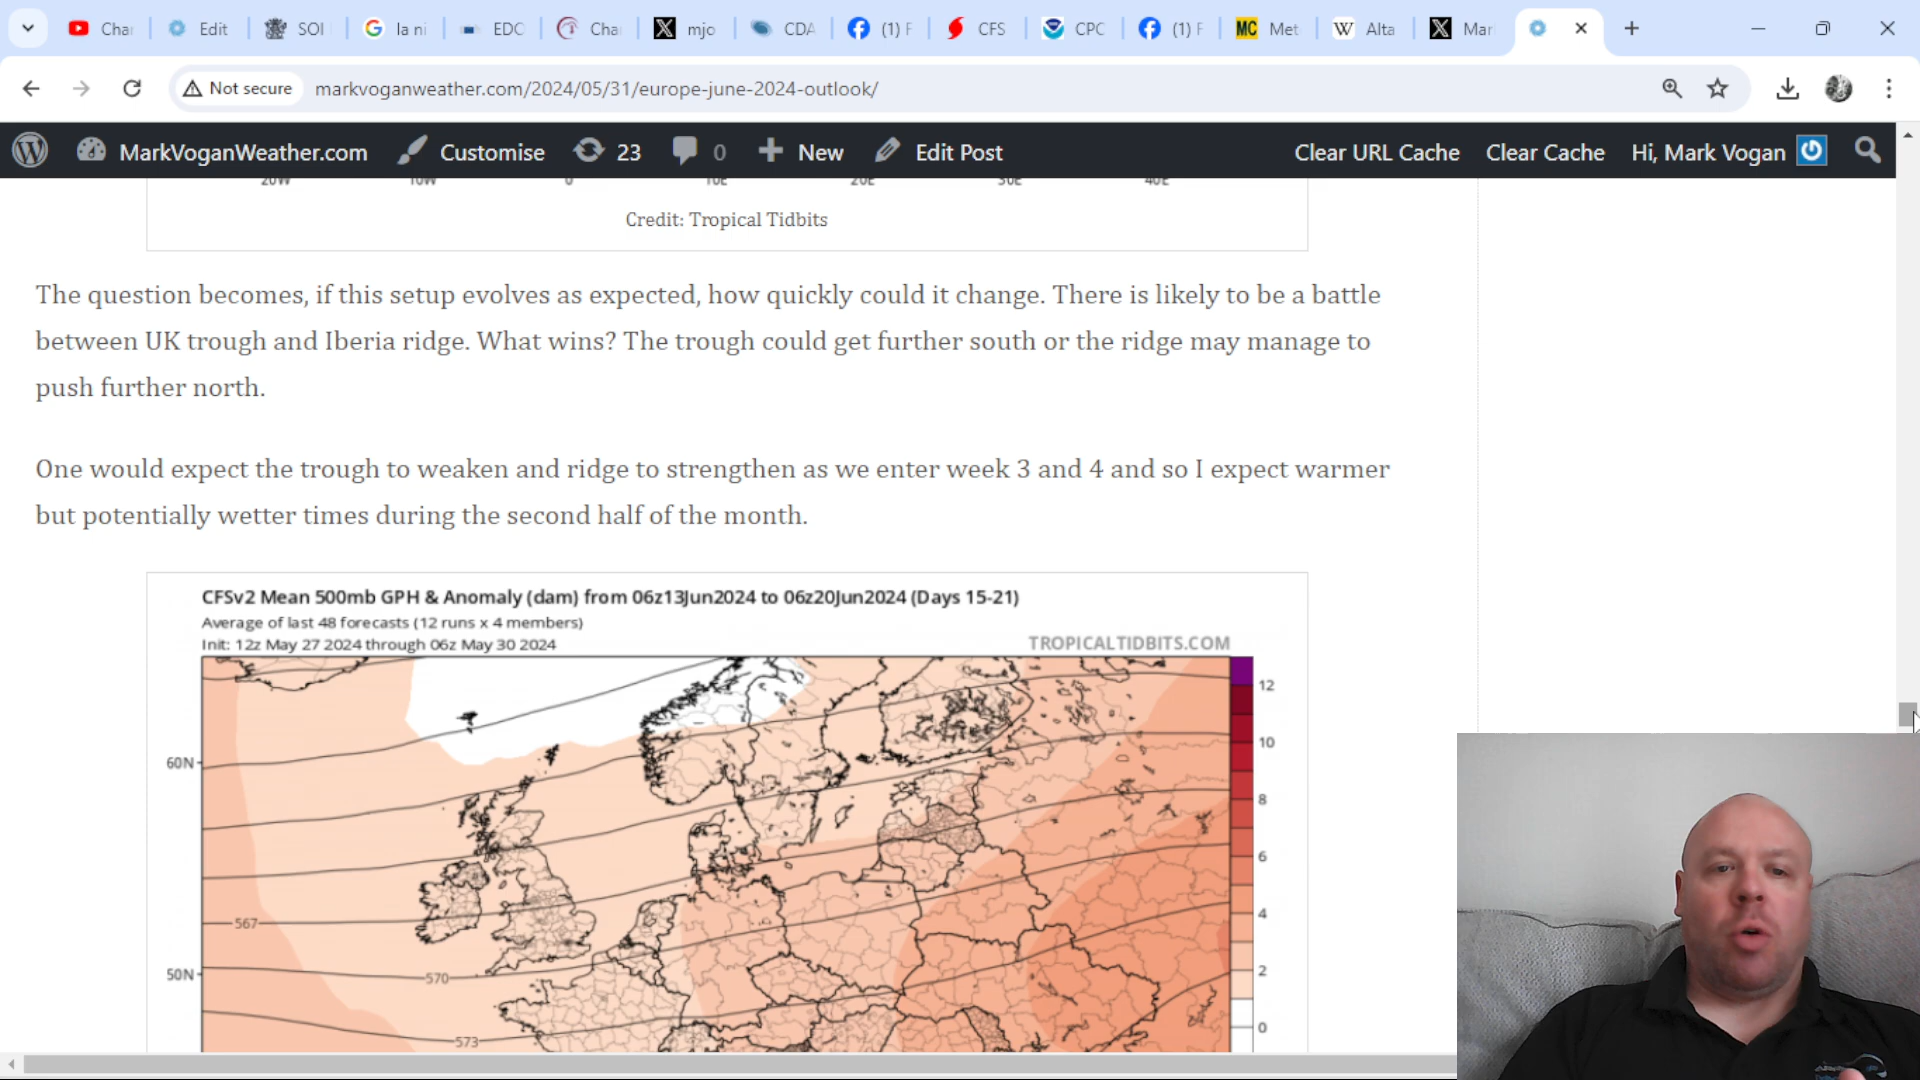 Cha
Edit
SOI
la ni
EDC
Cha
mjo
CDA
(1) F
CFS
CPC
(1) F
MC Met
W Alta
Mar
Not secure markvoganweather.com/2024/05/31/europe-june-2024-outlook/
MarkVoganWeather.com Customise 23 0 New Edit Post Clear URL Cache Clear Cache Hi, Mark Vogan
20W 10W 0 10E 20E 30E 40E
Credit: Tropical Tidbits
The question becomes, if this setup evolves as expected, how quickly could it change. There is likely to be a battle
between UK trough and Iberia ridge. What wins? The trough could get further south or the ridge may manage to
push further north.
One would expect the trough to weaken and ridge to strengthen as we enter week 3 and 4 and so I expect warmer
but potentially wetter times during the second half of the month.
CFSv2 Mean 500mb GPH & Anomaly (dam) from 06z13Jun2024 to 06z20Jun2024 (Days 15-21)
Average of last 48 forecasts (12 runs x 4 members)
Init: 12z May 27 2024 through 06z May 30 2024 TROPICALTIDBITS.COM
12
10
60N
8
6
4
567
50N
570
2
0
573